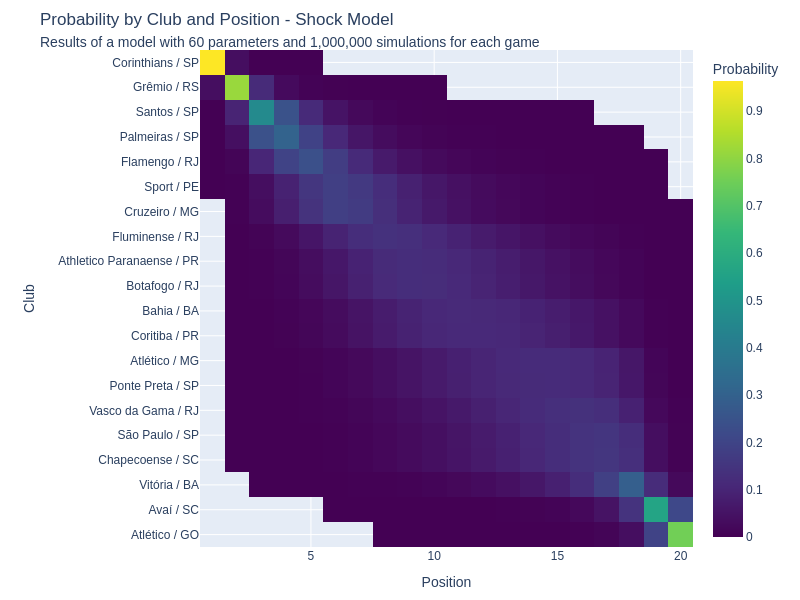 Probability by Club and Position - Shock Model
Results of a model with 60 parameters and 1,000,000 simulations for each game
Probability
Club
Corinthians / SP
Grêmio / RS
Santos / SP
Palmeiras / SP
Flamengo / RJ
Sport / PE
Cruzeiro / MG
Fluminense / RJ
Athletico Paranaense / PR
Botafogo / RJ
Bahia / BA
Coritiba / PR
Atlético / MG
Ponte Preta / SP
Vasco da Gama / RJ
São Paulo / SP
Chapecoense / SC
Vitória / BA
Avaí / SC
Atlético / GO
5 10 15 20
Position
0.9
0.8
0.7
0.6
0.5
0.4
0.3
0.2
0.1
0